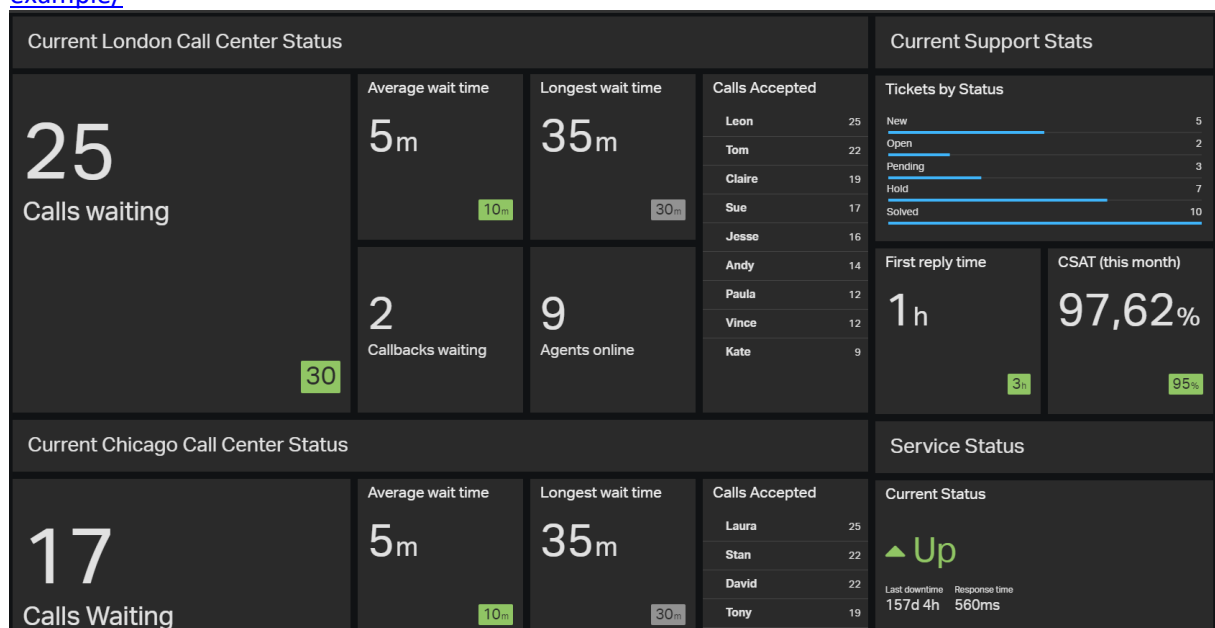 example/
Current London Call Center Status
25
Calls waiting
30
Average wait time
5m
10m
Longest wait time
35m
30m
2
Callbacks waiting
9
Agents online
Calls Accepted
Leon 25
Tom 22
Claire 19
Sue 17
Jesse 16
Andy 14
Paula 12
Vince 12
Kate 9
Current Support Stats
Tickets by Status
New 5
Open 2
Pending 3
Hold 7
Solved 10
First reply time
1h
3h
CSAT (this month)
97,62%
95%
Current Chicago Call Center Status
17
Calls Waiting
Average wait time
5m
10m
Longest wait time
35m
30m
Calls Accepted
Laura 25
Stan 22
David 22
Tony 19
Service Status
Current Status
Up
Last downtime Response time
157d 4h 560ms